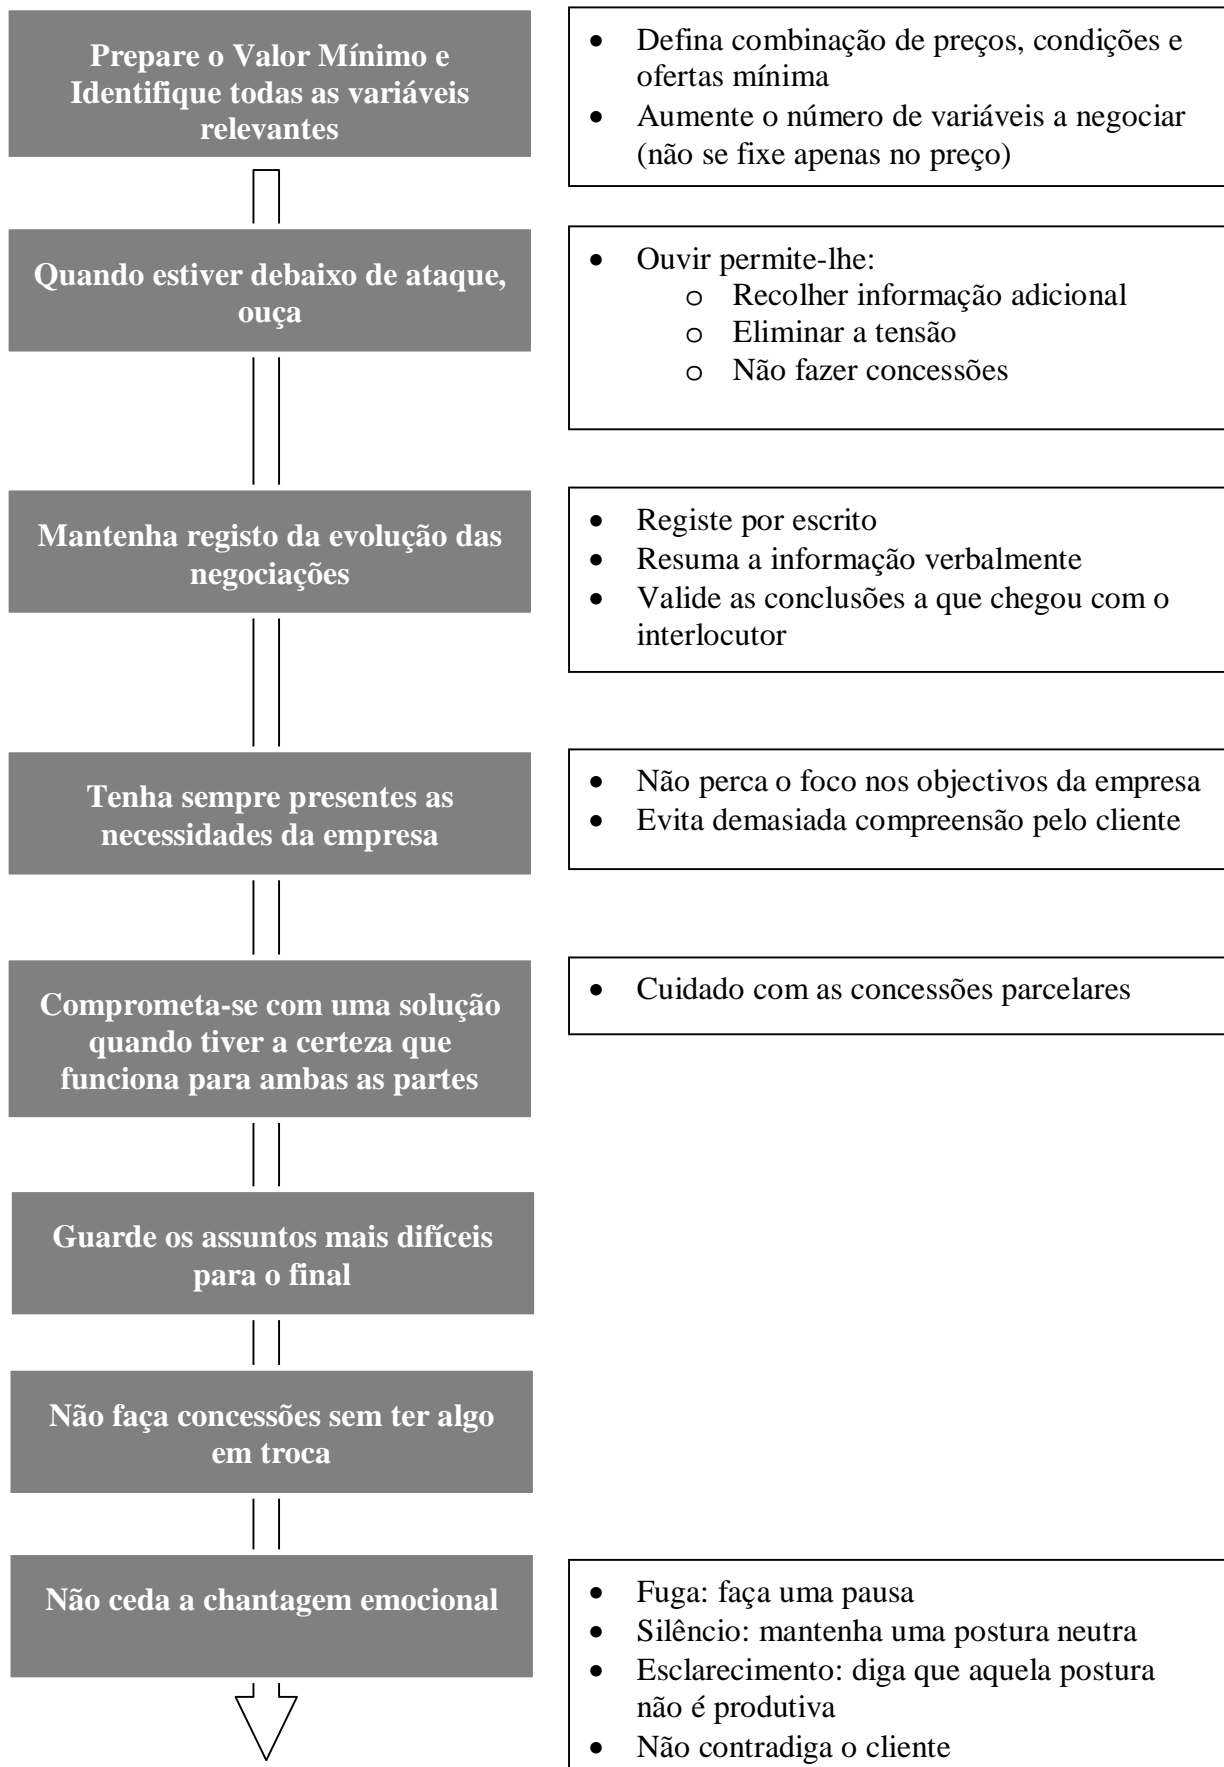 Prepare o Valor Mínimo e
Identifique todas as variáveis
relevantes
• Defina combinação de preços, condições e
ofertas mínima
• Aumente o número de variáveis a negociar
(não se fixe apenas no preço)
Quando estiver debaixo de ataque,
ouça
• Ouvir permite-lhe:
o Recolher informação adicional
o Eliminar a tensão
o Não fazer concessões
Mantenha registo da evolução das
negociações
• Registe por escrito
• Resuma a informação verbalmente
• Valide as conclusões a que chegou com o
interlocutor
Tenha sempre presentes as
necessidades da empresa
• Não perca o foco nos objectivos da empresa
• Evita demasiada compreensão pelo cliente
Comprometa-se com uma solução
quando tiver a certeza que
funciona para ambas as partes
• Cuidado com as concessões parcelares
Guarde os assuntos mais difíceis
para o final
Não faça concessões sem ter algo
em troca
Não ceda a chantagem emocional
• Fuga: faça uma pausa
• Silêncio: mantenha uma postura neutra
• Esclarecimento: diga que aquela postura
não é produtiva
• Não contradiga o cliente